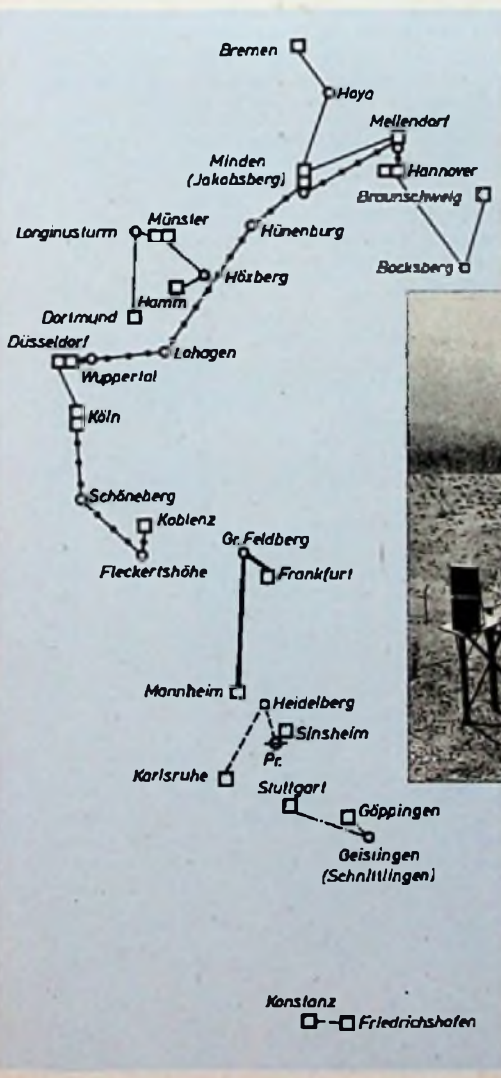 Bremen
Hoya
Mellendorf
Minden
(Jakobsberg)
Hannover
Braunschweig
Longinusturm
Münster
Hünenburg
Bocksberg
Höxberg
Hamm
Dortmund
Düsseldorf
Lohagen
Wuppertal
Köln
Schöneberg
Koblenz
Gr. Feldberg
Fleckertshöhe
Frankfurt
Mannheim
Heidelberg
Sinsheim
Pr.
Karlsruhe
Stuttgart
Göppingen
Geislingen
(Schnittlingen)
Konstanz
Friedrichshafen